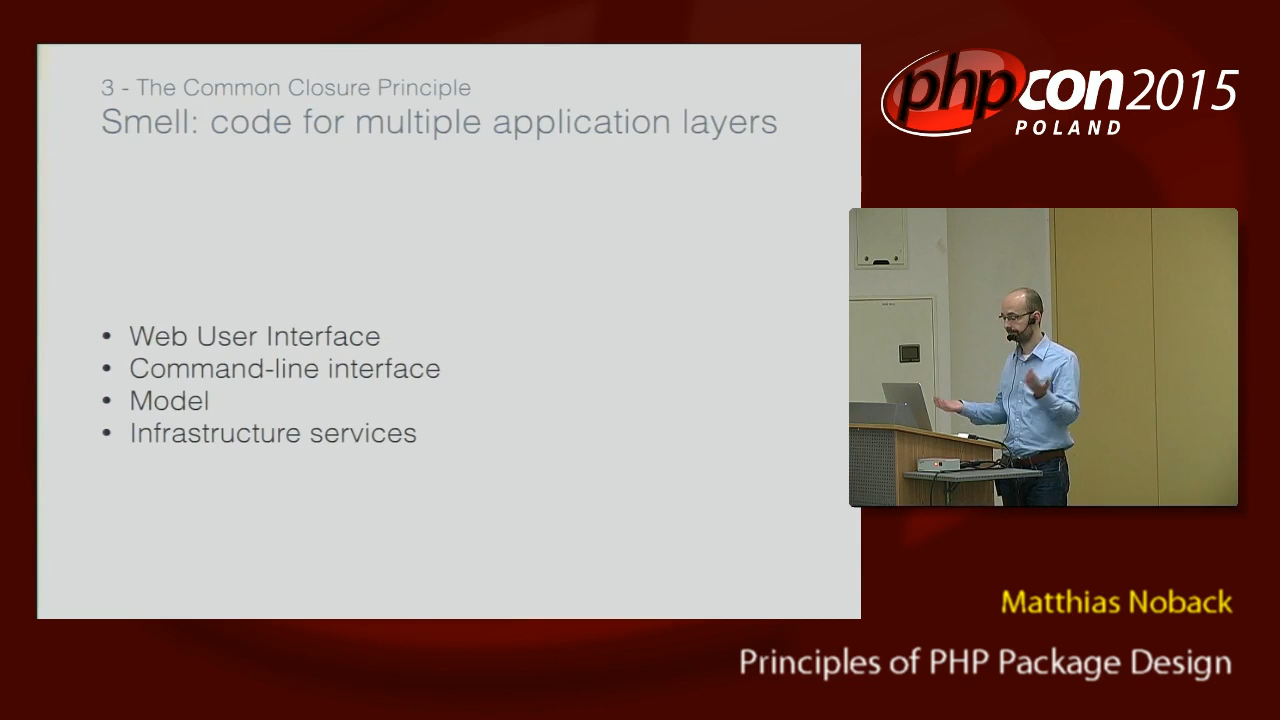 3 - The Common Closure Principle
Smell: code for multiple application layers
• Web User Interface
• Command-line interface
• Model
• Infrastructure services
phpcon2015
POLAND
Matthias Noback
Principles of PHP Package Design